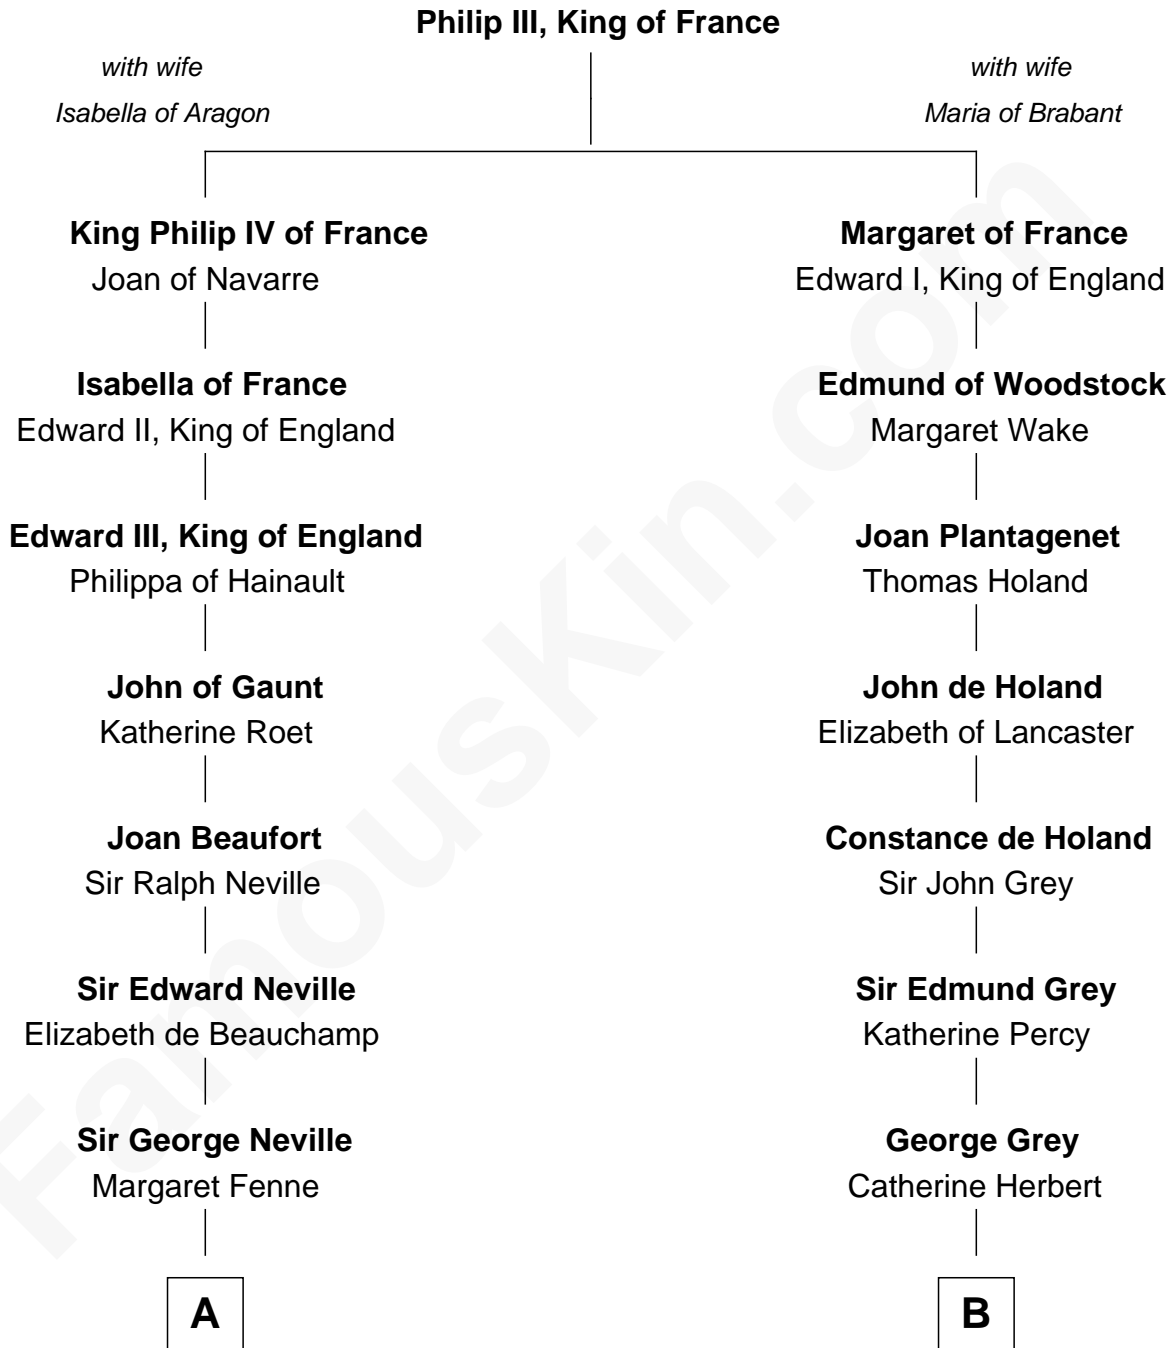 Philip III, King of France
with wife
Isabella of Aragon
with wife
Maria of Brabant
King Philip IV of France
Joan of Navarre
Margaret of France
Edward I, King of England
Isabella of France
Edward II, King of England
Edmund of Woodstock
Margaret Wake
Edward III, King of England
Philippa of Hainault
Joan Plantagenet
Thomas Holand
John of Gaunt
Katherine Roet
John de Holand
Elizabeth of Lancaster
Joan Beaufort
Sir Ralph Neville
Constance de Holand
Sir John Grey
Sir Edward Neville
Elizabeth de Beauchamp
Sir Edmund Grey
Katherine Percy
Sir George Neville
Margaret Fenne
George Grey
Catherine Herbert
A
B
FamousKin.com